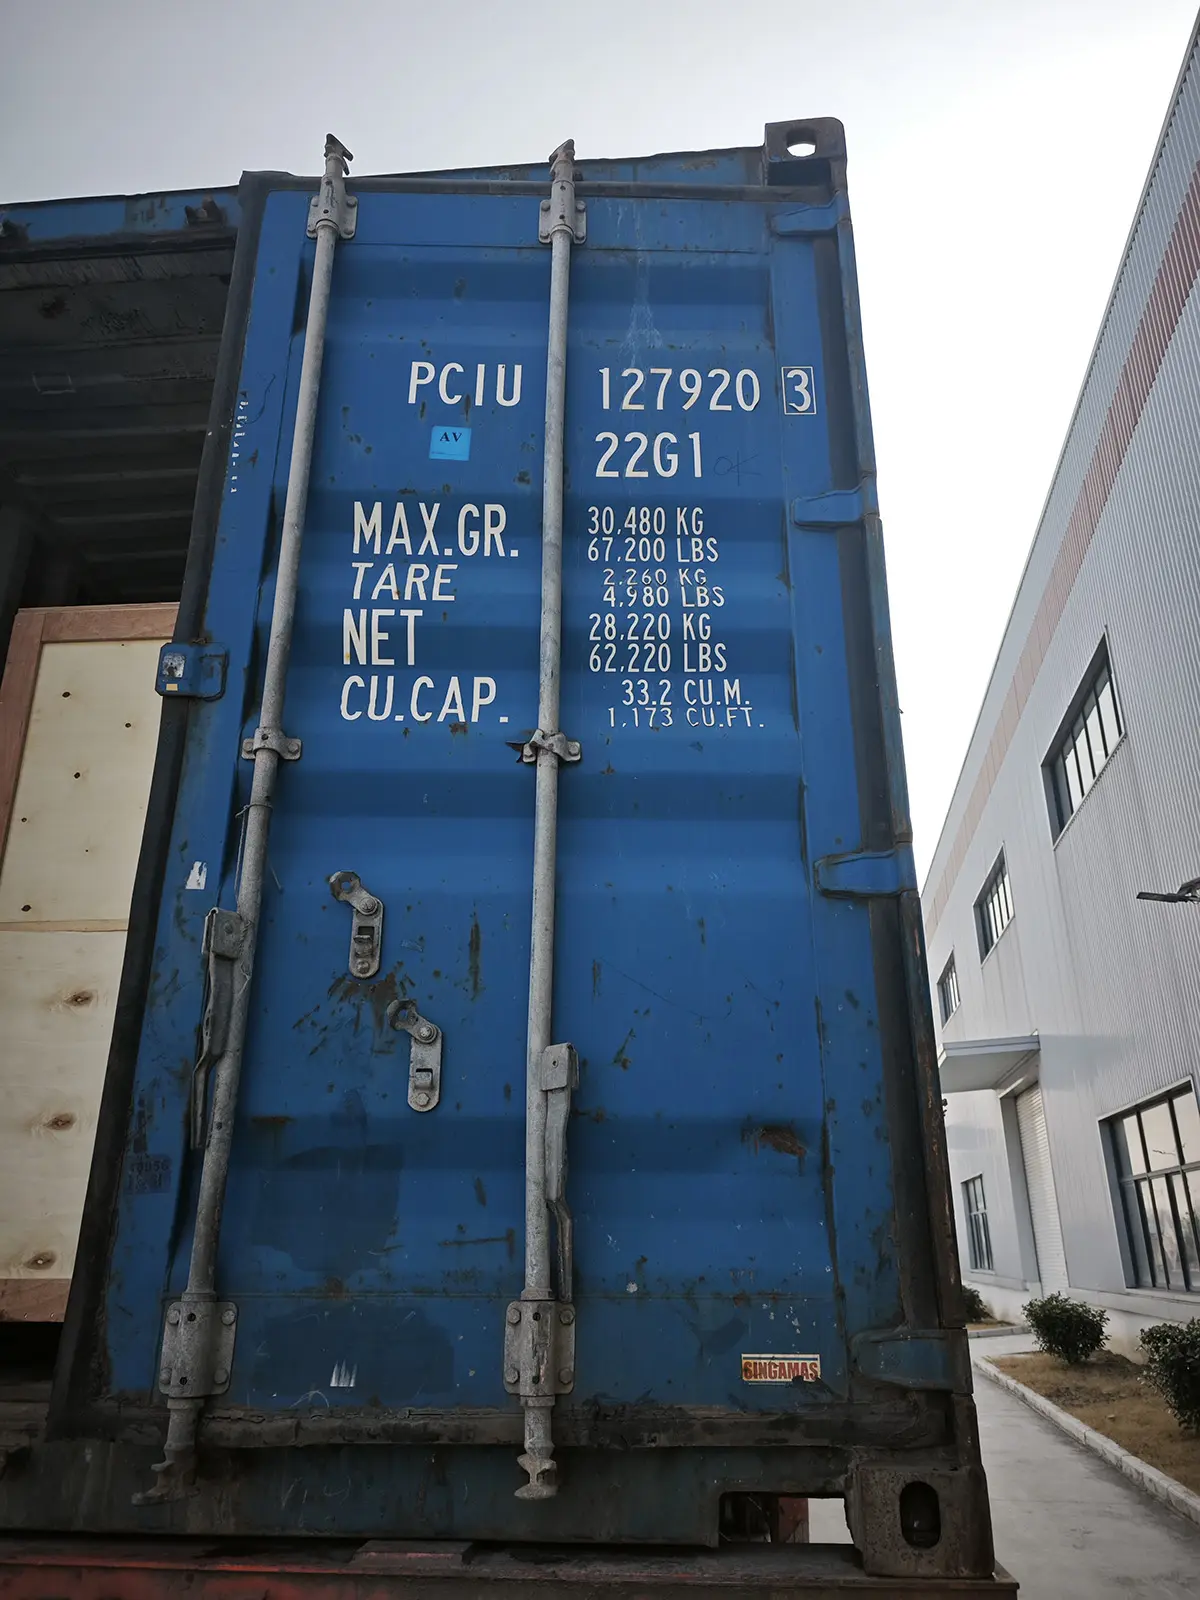 PCIU 127920 3
AV
22G1 OK
MAX.GR. 30,480 KG
67,200 LBS
TARE 2,260 KG
4,980 LBS
NET 28,220 KG
62,220 LBS
CU.CAP. 33.2 CU.M.
1,173 CU.FT.
SINGAMAS